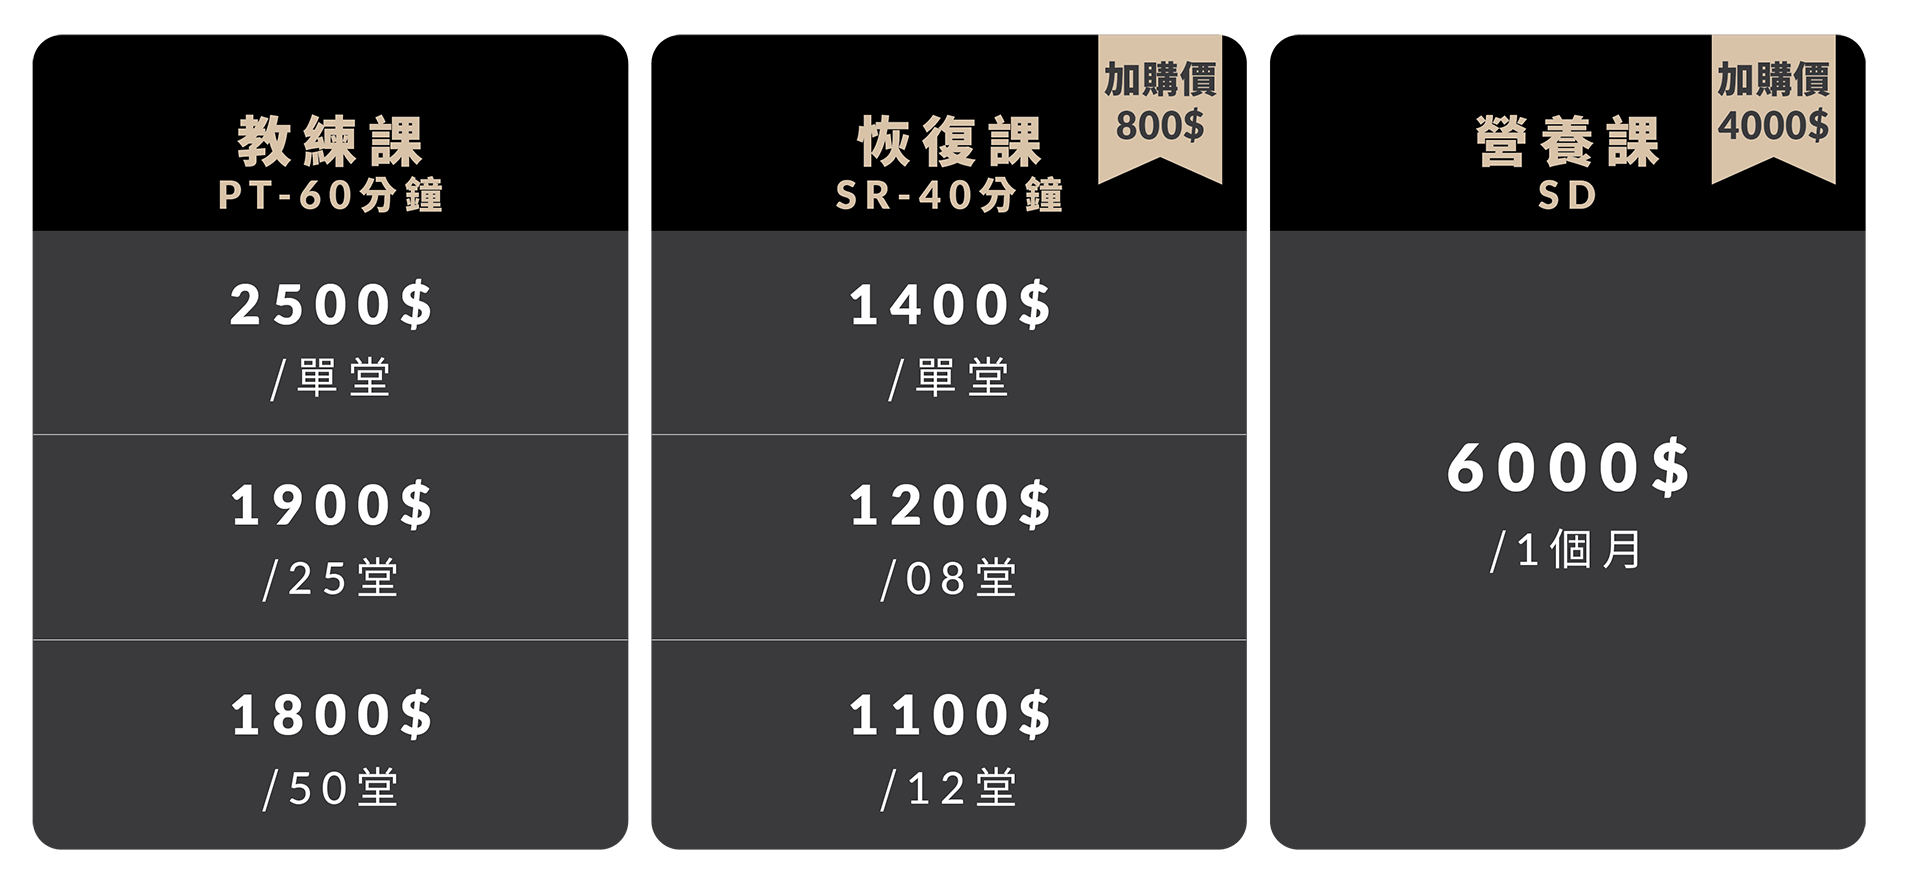 教練課
PT-60分鐘
2500$
/單堂
1900$
/25堂
1800$
/50堂
恢復課
SR-40分鐘
加購價
800$
1400$
/單堂
1200$
/08堂
1100$
/12堂
營養課
SD
加購價
4000$
6000$
/1個月